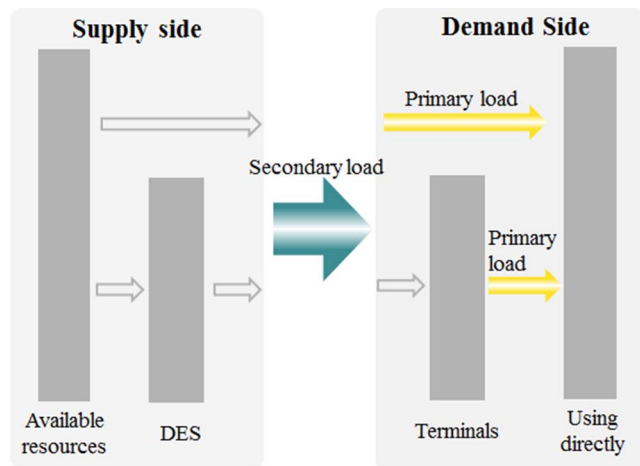 Supply side
Demand Side
Primary load
Secondary load
Primary
load
Available
resources
DES
Terminals
Using
directly